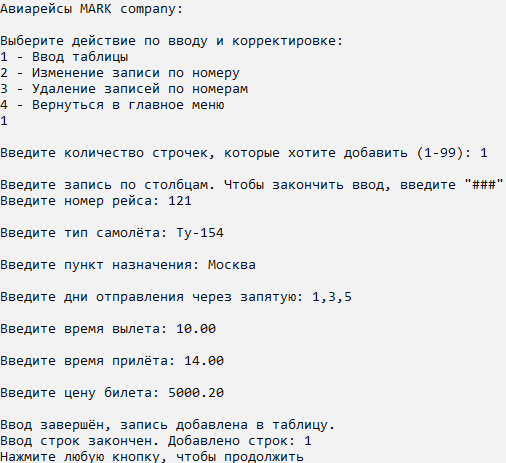 Авиарейсы MARK company:
Выберите действие по вводу и корректировке:
1 - Ввод таблицы
2 - Изменение записи по номеру
3 - Удаление записей по номерам
4 - Вернуться в главное меню
1
Введите количество строчек, которые хотите добавить (1-99): 1
Введите запись по столбцам. Чтобы закончить ввод, введите "###"
Введите номер рейса: 121
Введите тип самолёта: Ту-154
Введите пункт назначения: Москва
Введите дни отправления через запятую: 1,3,5
Введите время вылета: 10.00
Введите время прилёта: 14.00
Введите цену билета: 5000.20
Ввод завершён, запись добавлена в таблицу.
Ввод строк закончен. Добавлено строк: 1
Нажмите любую кнопку, чтобы продолжить